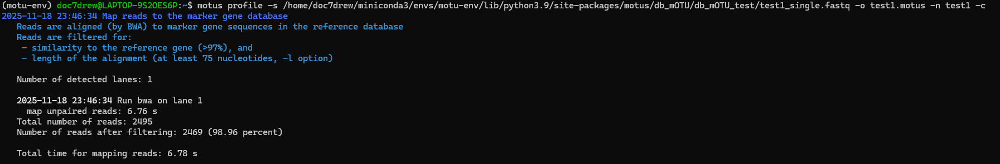 (motu-env) doc7drew@LAPTOP-9S2OES6P:~$ motus profile -s /home/doc7drew/miniconda3/envs/motu-env/lib/python3.9/site-packages/motus/db_mOTU/db_mOTU_test/test1_single.fastq -o test1.motus -n test1 -c
2025-11-18 23:46:34 Map reads to the marker gene database
Reads are aligned (by BWA) to marker gene sequences in the reference database
Reads are filtered for:
- similarity to the reference gene (>97%), and
- length of the alignment (at least 75 nucleotides, -l option)
Number of detected lanes: 1
2025-11-18 23:46:34 Run bwa on lane 1
map unpaired reads: 6.76 s
Total number of reads: 2495
Number of reads after filtering: 2469 (98.96 percent)
Total time for mapping reads: 6.78 s